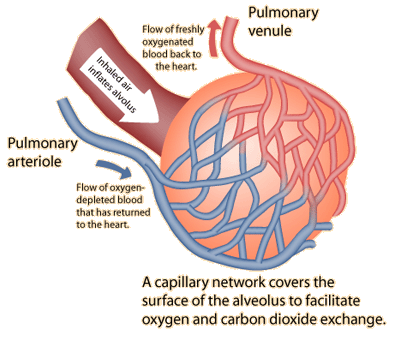 Flow of freshly
oxygenated
blood back to
the heart.
Pulmonary
venule
Inhaled air
inflates alvolus
Pulmonary
arteriole
Flow of oxygen-
depleted blood
that has returned
to the heart.
A capillary network covers the
surface of the alveolus to facilitate
oxygen and carbon dioxide exchange.